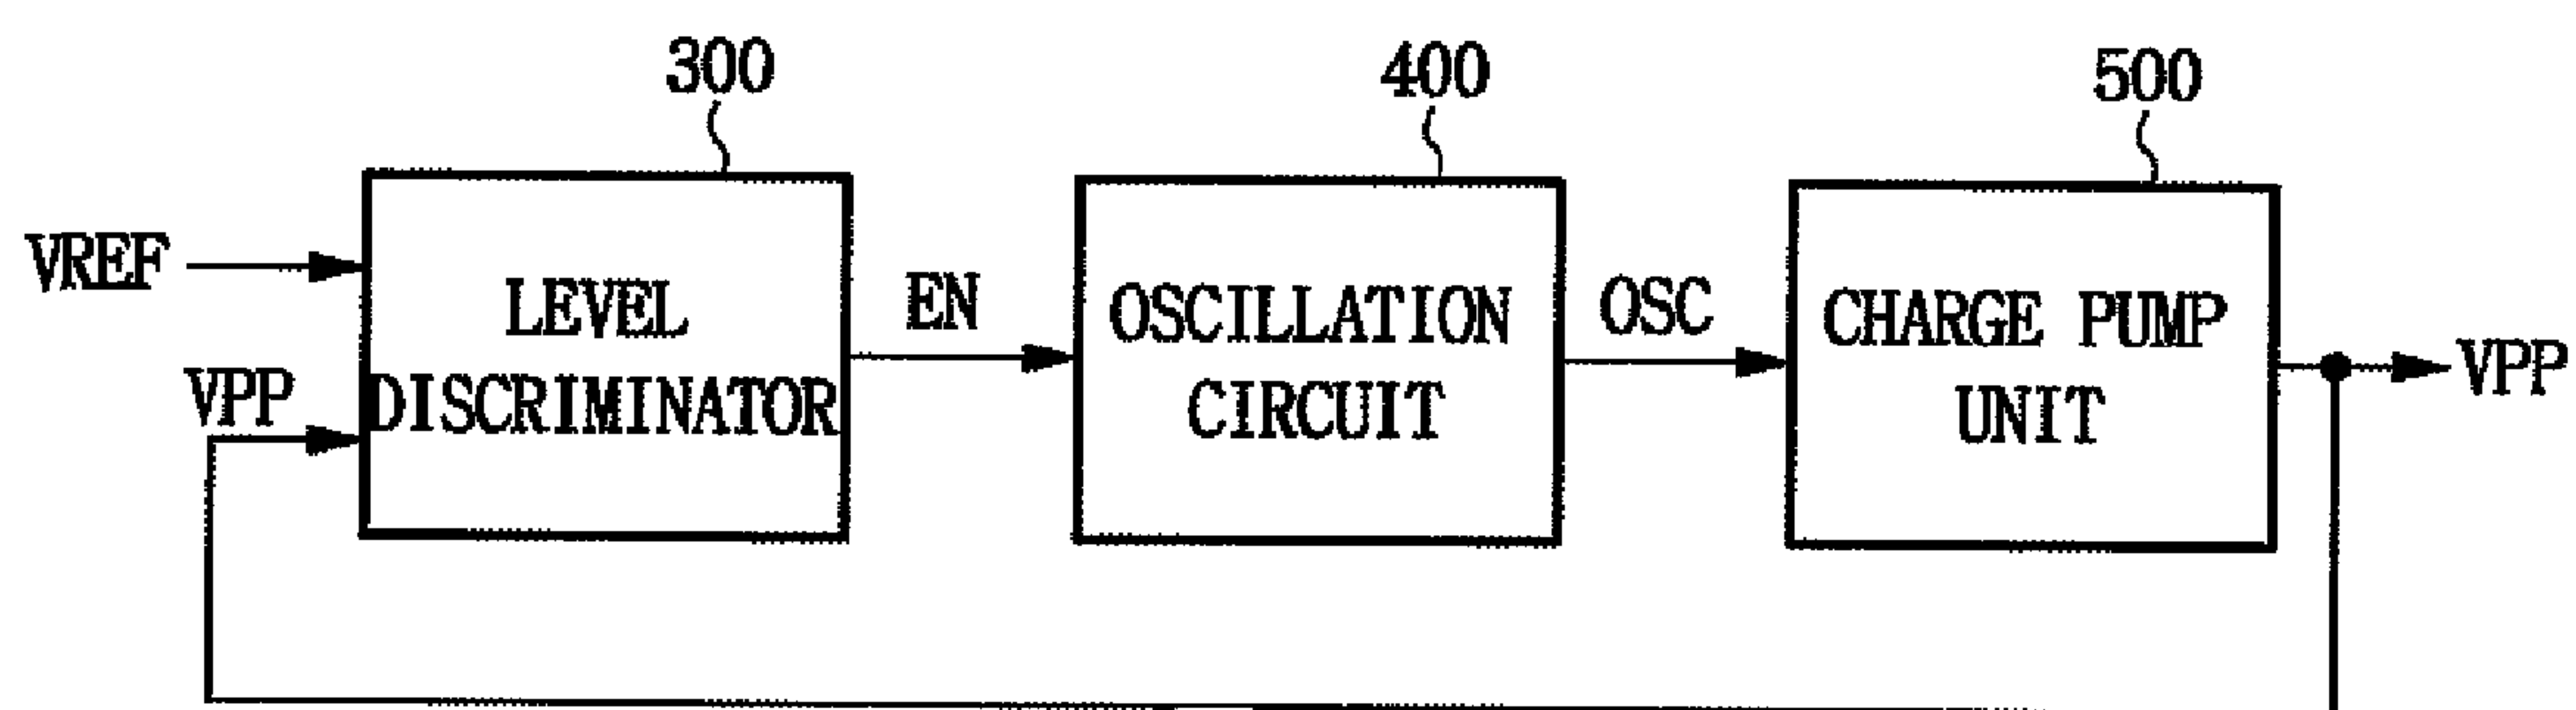 300
400
500
VREF
VPP
LEVEL
DISCRIMINATOR
EN
OSCILLATION
CIRCUIT
OSC
CHARGE PUMP
UNIT
VPP